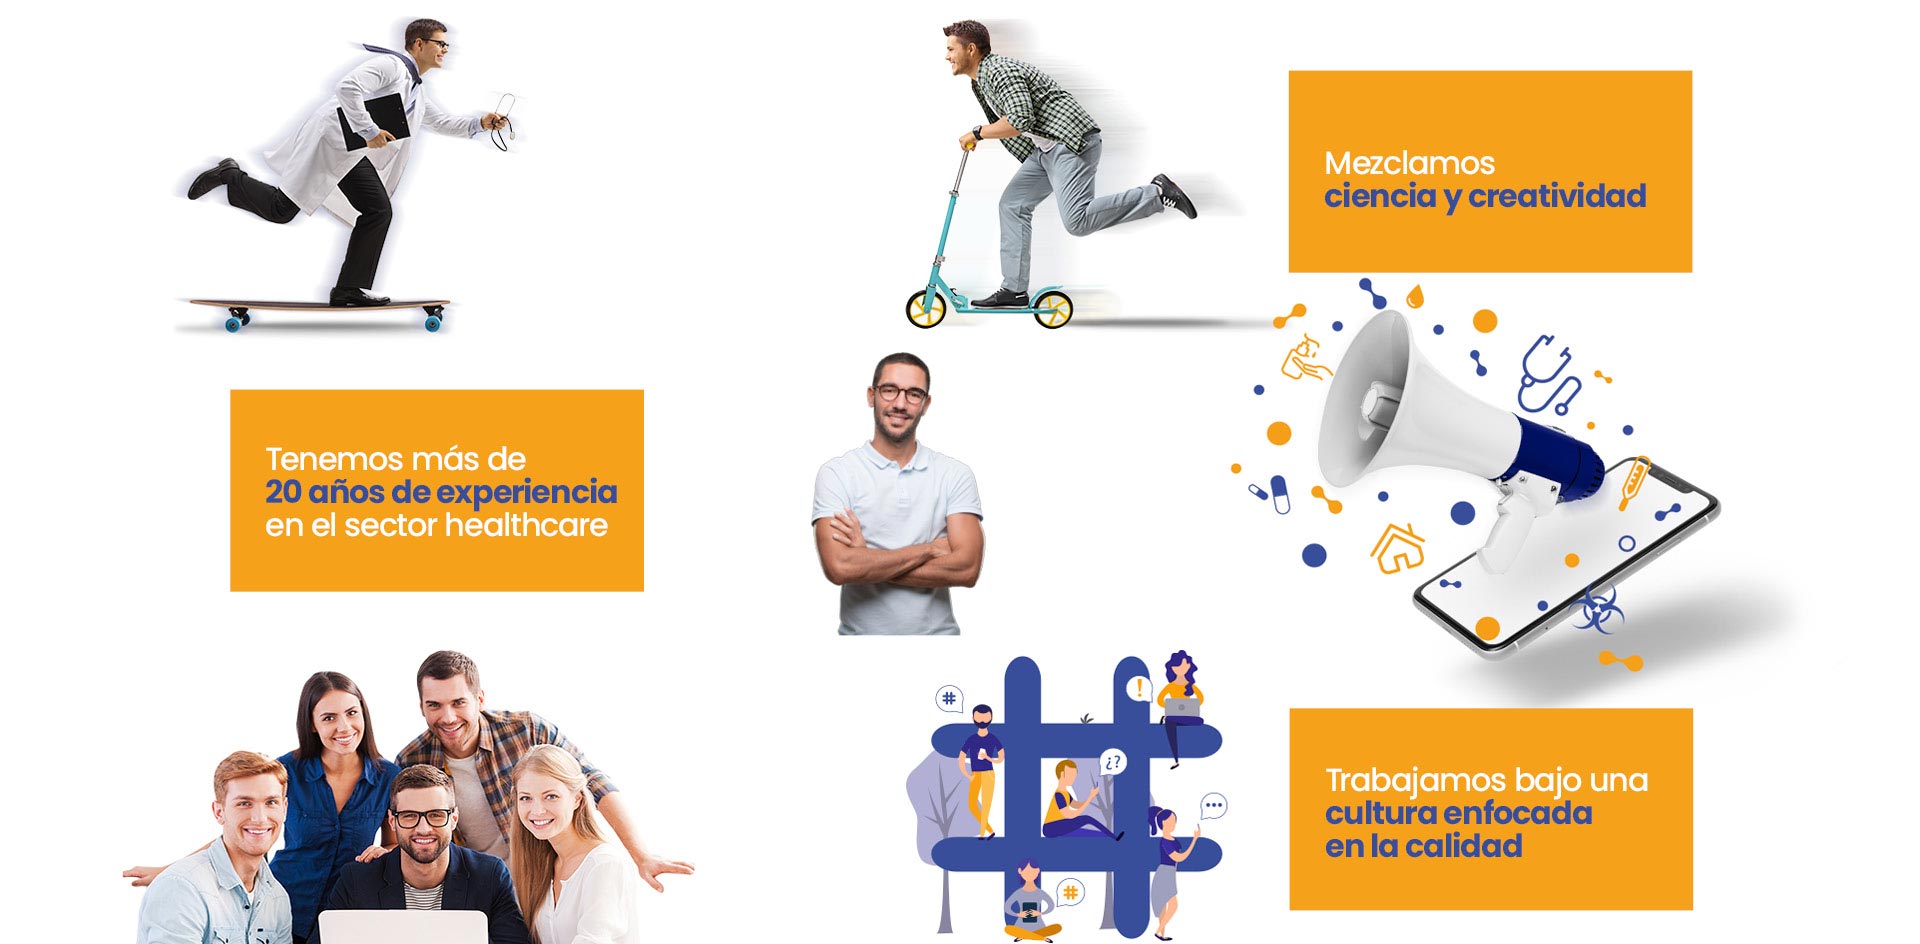 Mezclamos
ciencia y creatividad
Tenemos más de
20 años de experiencia
en el sector healthcare
#
!
¿?
...
#
Trabajamos bajo una
cultura enfocada
en la calidad